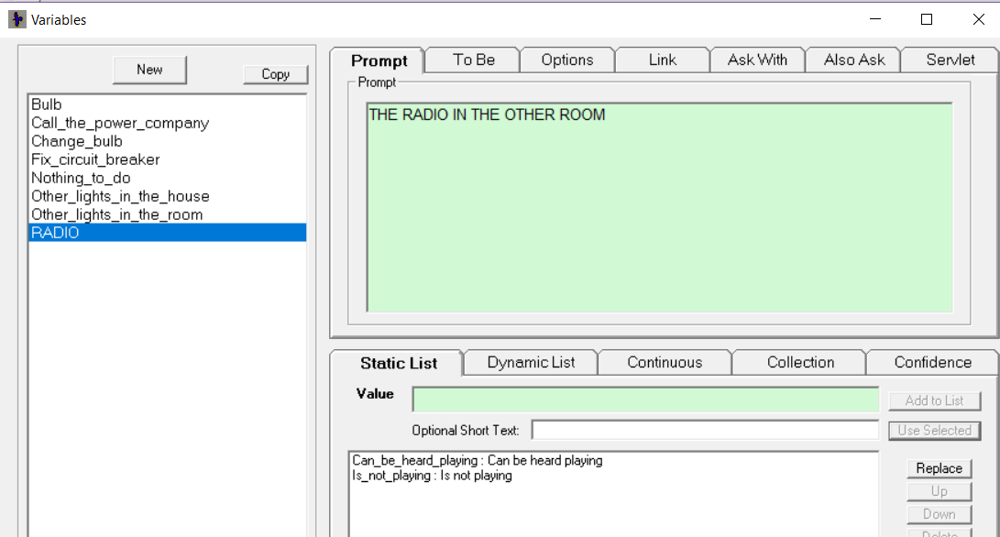 Variables
New
Copy
Bulb
Call_the_power_company
Change_bulb
Fix_circuit_breaker
Nothing_to_do
Other_lights_in_the_house
Other_lights_in_the_room
RADIO
Prompt To Be Options Link Ask With Also Ask Servlet
Prompt
THE RADIO IN THE OTHER ROOM
Static List Dynamic List Continuous Collection Confidence
Value
Add to List
Optional Short Text:
Use Selected
Can_be_heard_playing : Can be heard playing
Is_not_playing : Is not playing
Replace
Up
Down
Delete